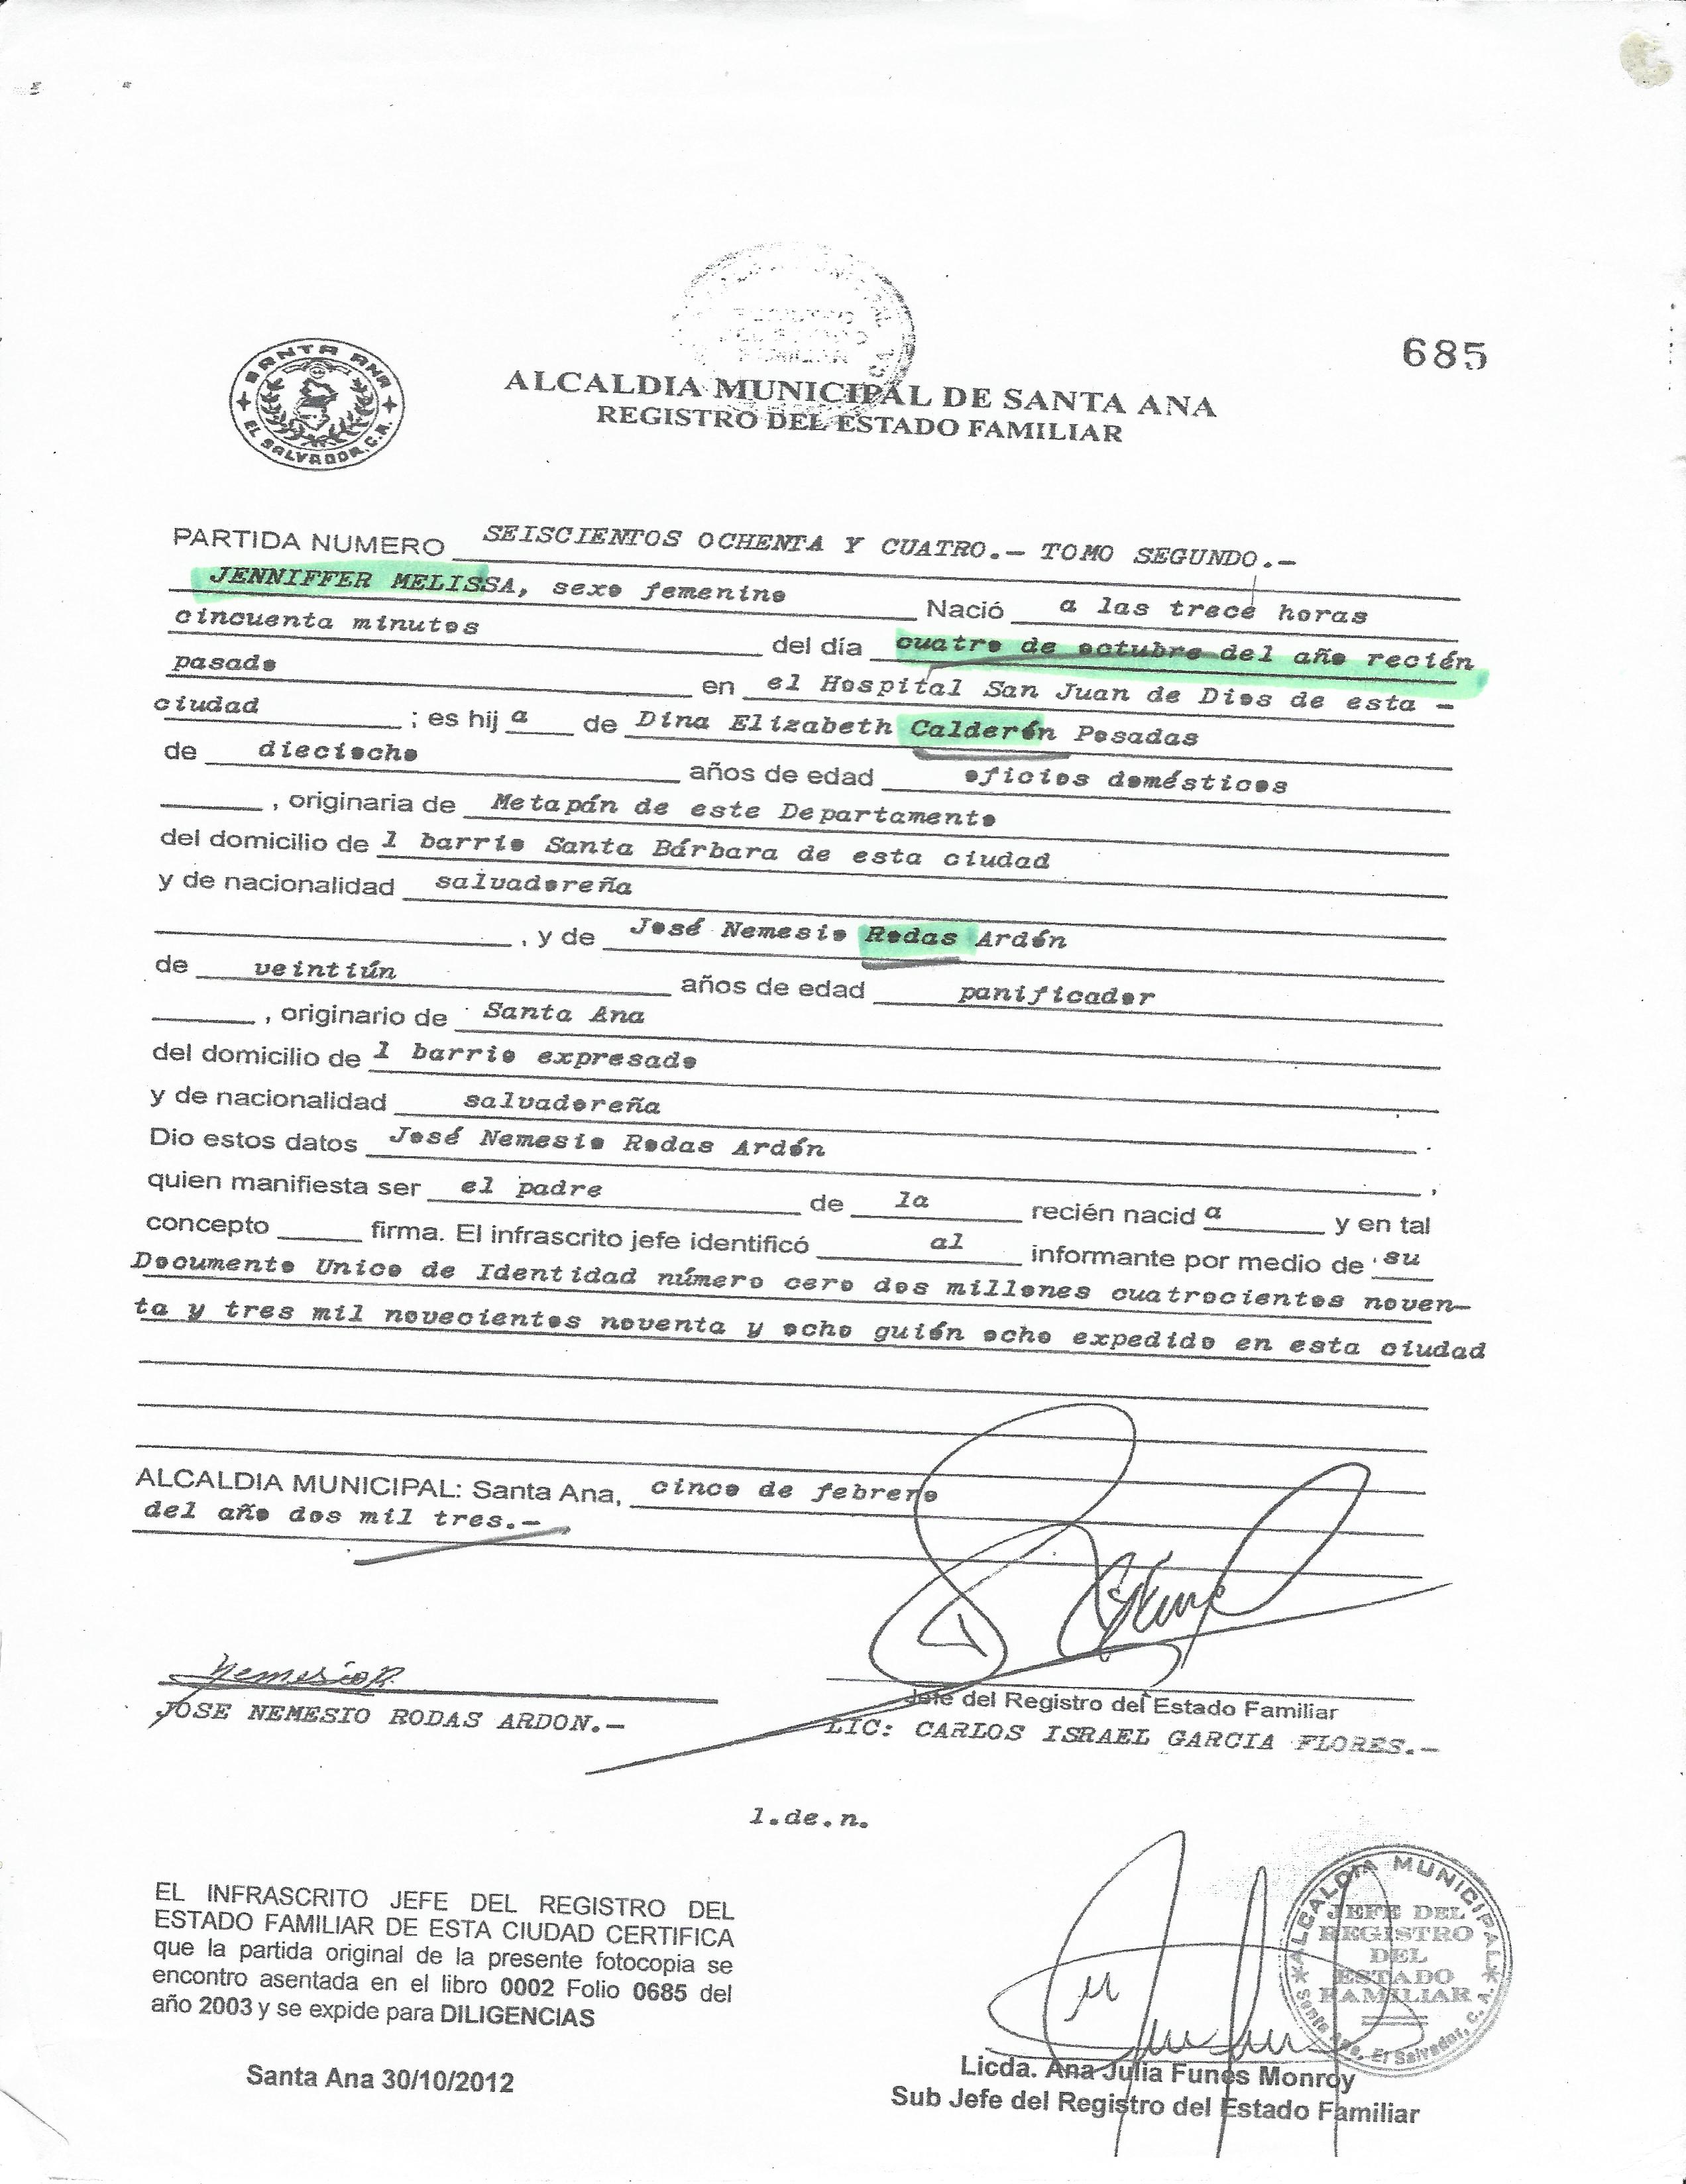 685
SANTA ANA
EL SALVADOR, C.A.
ALCALDIA MUNICIPAL DE SANTA ANA
REGISTRO DEL ESTADO FAMILIAR
PARTIDA NUMERO SEISCIENTOS OCHENTA Y CUATRO.- TOMO SEGUNDO.-
JENNIFFER MELISSA, sexo femenino Nació a las trece horas
cincuenta minutos del día cuatro de octubre del año recién
pasado en el Hospital San Juan de Dios de esta -
ciudad ; es hij a de Dina Elizabeth Calderón Posadas
de dieciocho años de edad oficios domésticos
, originaria de Metapán de este Departamento
del domicilio de l barrio Santa Bárbara de esta ciudad
y de nacionalidad salvadoreña
, y de José Nemesio Rodas Ardón
de veintiún años de edad panificador
, originario de Santa Ana
del domicilio de l barrio expresado
y de nacionalidad salvadoreña
Dio estos datos José Nemesio Rodas Ardón
quien manifiesta ser el padre de la recién nacid a y en tal
concepto firma. El infrascrito jefe identificó al informante por medio de su
Documento Unico de Identidad número cero dos millones cuatrocientos noven-
ta y tres mil novecientos noventa y ocho guión ocho expedido en esta ciudad
ALCALDIA MUNICIPAL: Santa Ana, cinco de febrero
del año dos mil tres.-
Nemesio R.
JOSE NEMESIO RODAS ARDON.-
Jefe del Registro del Estado Familiar
LIC: CARLOS ISRAEL GARCIA FLORES.-
l.de.n.
EL INFRASCRITO JEFE DEL REGISTRO DEL
ESTADO FAMILIAR DE ESTA CIUDAD CERTIFICA
que la partida original de la presente fotocopia se
encontro asentada en el libro 0002 Folio 0685 del
año 2003 y se expide para DILIGENCIAS
Santa Ana 30/10/2012
ALCALDIA MUNICIPAL
JEFE DEL
REGISTRO
DEL
ESTADO
FAMILIAR
Santa Ana, El Salvador, C. A.
Licda. Ana Julia Funes Monroy
Sub Jefe del Registro del Estado Familiar